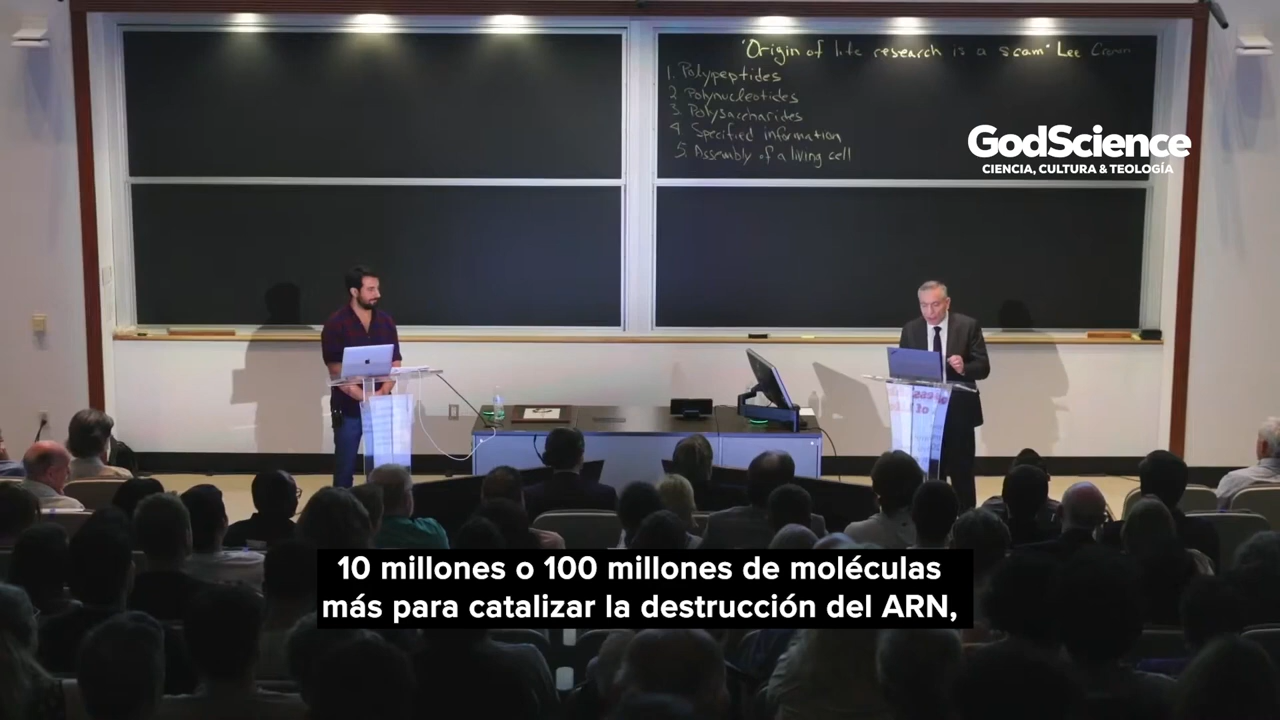 "Origin of life research is a scam" Lee Cronin
1. Polypeptides
2 Polynucleotides
3. Polysaccharides
4 Specified information
5. Assembly of a living cell
GodScience
CIENCIA, CULTURA & TEOLOGÍA
10 millones o 100 millones de moléculas
más para catalizar la destrucción del ARN,